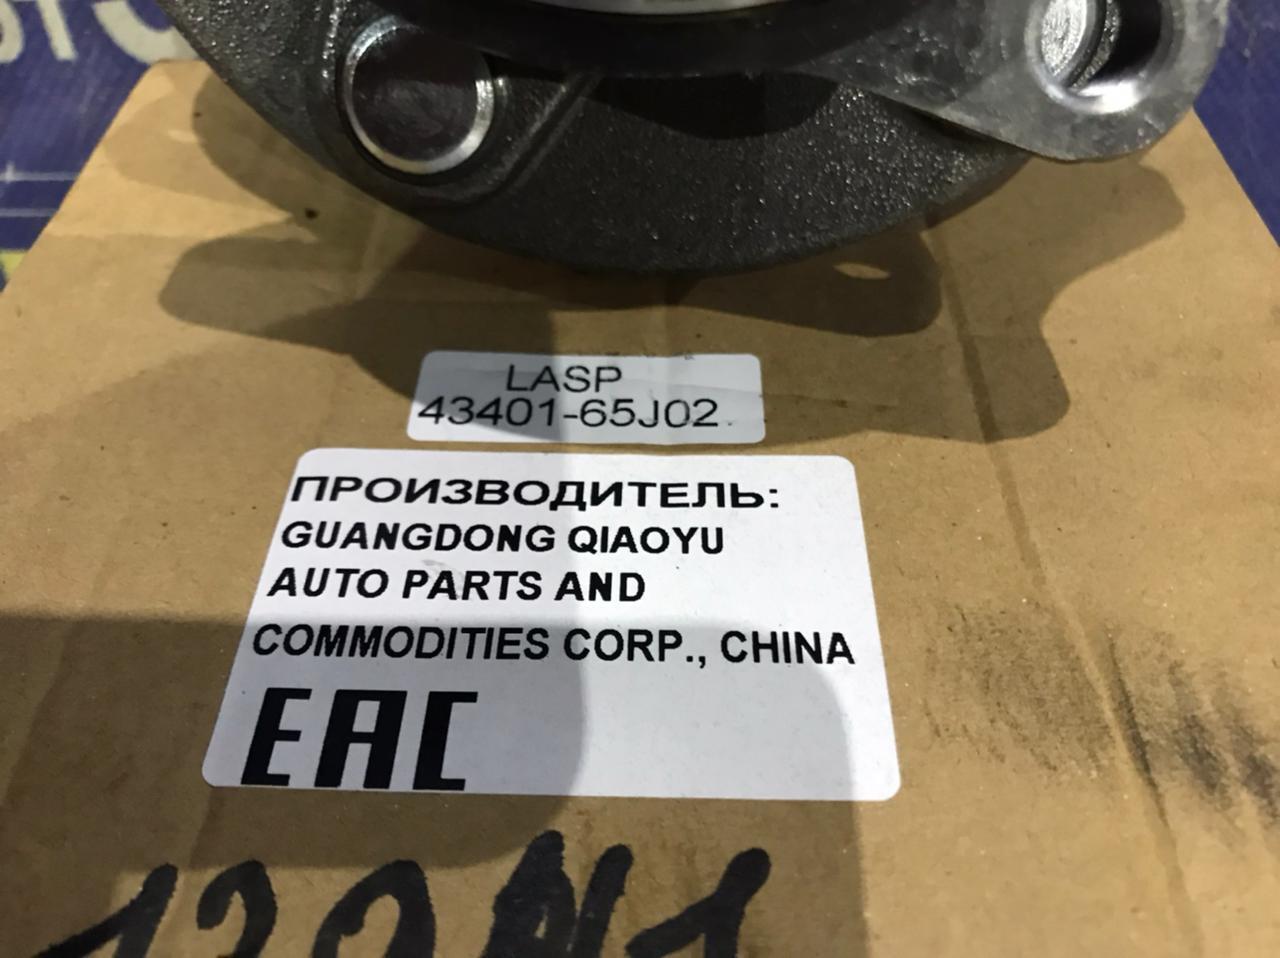 LASP
43401-65J02
ПРОИЗВОДИТЕЛЬ:
GUANGDONG QIAOYU
AUTO PARTS AND
COMMODITIES CORP., CHINA
EAC